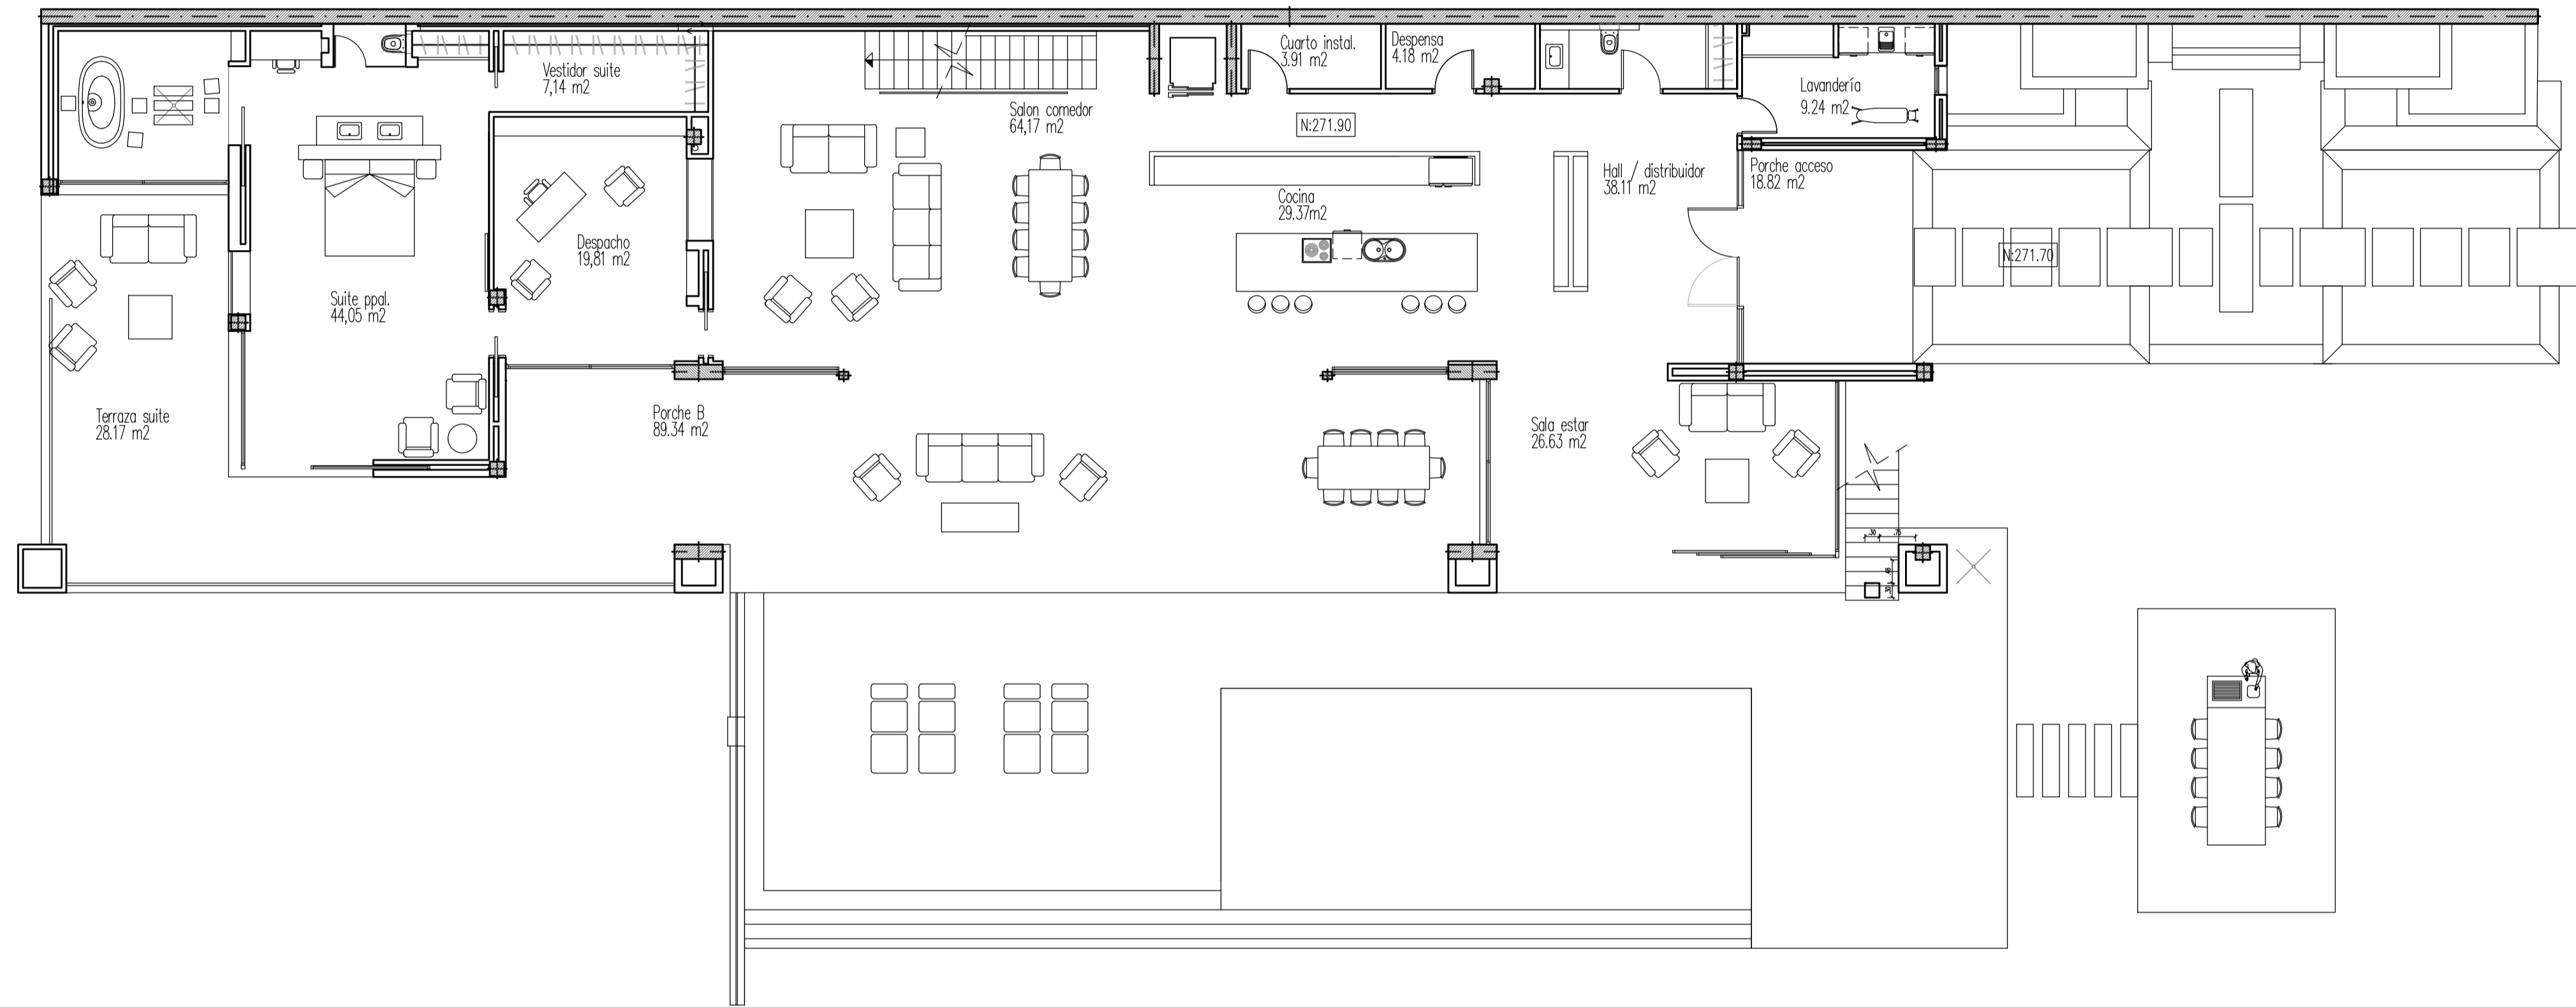 Cuarto instal.
3.91 m2
Despensa
4.18 m2
Vestidor suite
7,14 m2
Lavandería
9.24 m2
Salon comedor
64,17 m2
N:271.90
Hall / distribuidor
38.11 m2
Porche acceso
18.82 m2
Cocina
29.37m2
Despacho
19,81 m2
N:271.70
Suite ppal.
44,05 m2
Terraza suite
28.17 m2
Porche B
89.34 m2
Sala estar
26.63 m2